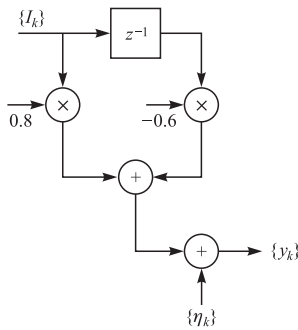 {I_k}
z⁻¹
×
×
0.8
−0.6
+
+
{y_k}
{η_k}